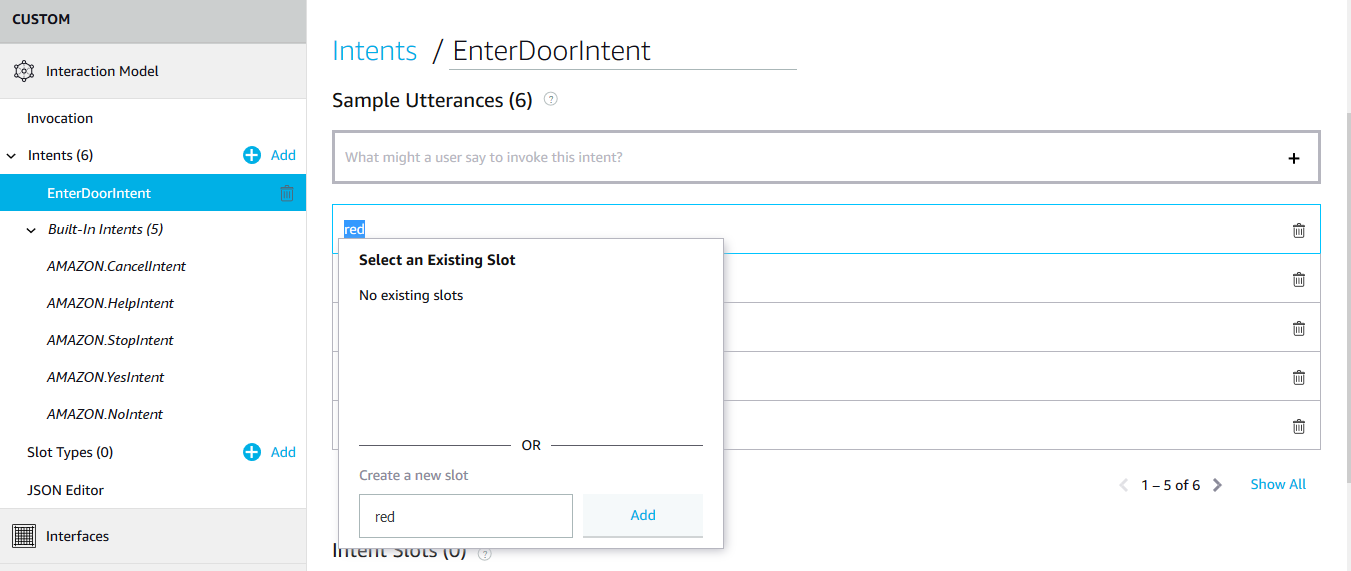 CUSTOM
Interaction Model
Invocation
Intents (6)
Add
EnterDoorIntent
Built-In Intents (5)
AMAZON.CancelIntent
AMAZON.HelpIntent
AMAZON.StopIntent
AMAZON.YesIntent
AMAZON.NoIntent
Slot Types (0)
Add
JSON Editor
Interfaces
Intents / EnterDoorIntent
Sample Utterances (6) ?
What might a user say to invoke this intent? +
red
Select an Existing Slot
No existing slots
OR
Create a new slot
red
Add
1 – 5 of 6
Show All
Intent Slots (0) ?